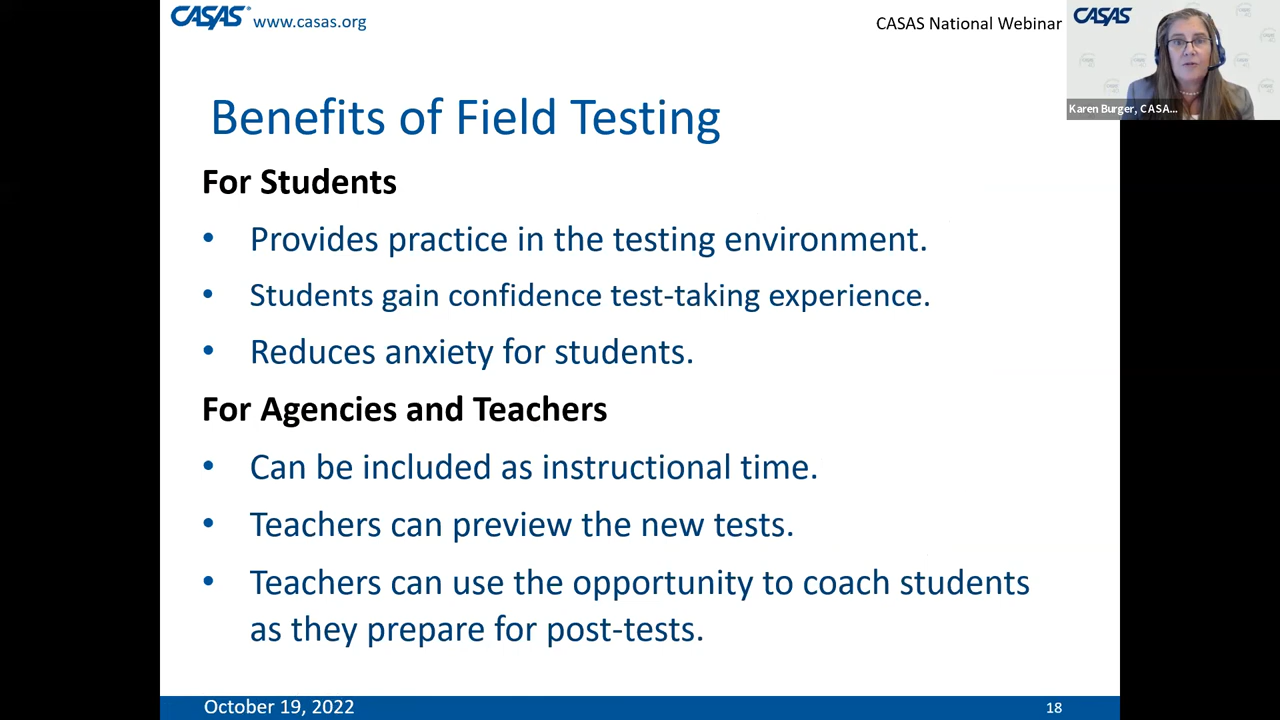 CASAS www.casas.org
CASAS National Webinar
CASAS
Karen Burger, CASA...
Benefits of Field Testing
For Students
• Provides practice in the testing environment.
• Students gain confidence test-taking experience.
• Reduces anxiety for students.
For Agencies and Teachers
• Can be included as instructional time.
• Teachers can preview the new tests.
• Teachers can use the opportunity to coach students
as they prepare for post-tests.
October 19, 2022
18